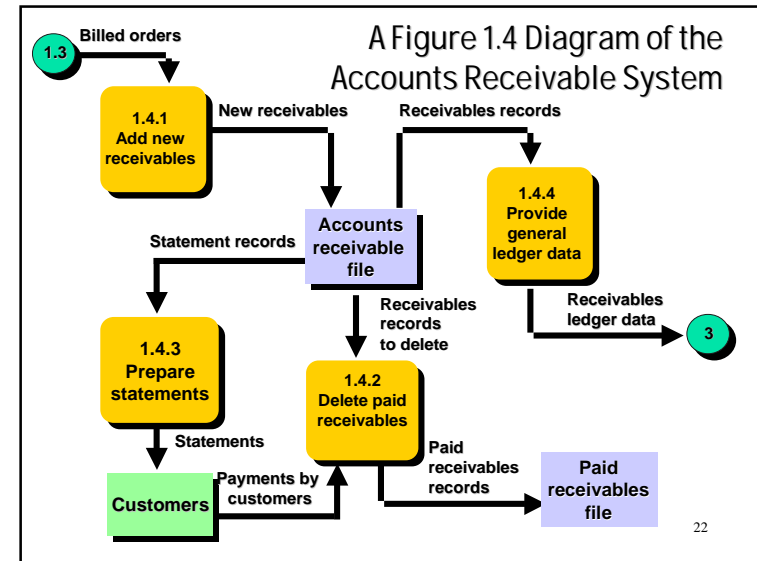 A Figure 1.4 Diagram of the
Accounts Receivable System
Billed orders
1.3
1.4.1
Add new
receivables
New receivables
Receivables records
1.4.4
Provide
general
ledger data
Accounts
receivable
file
Statement records
Receivables
records
to delete
Receivables
ledger data
3
1.4.3
Prepare
statements
1.4.2
Delete paid
receivables
Statements
Payments by
customers
Customers
Paid
receivables
records
Paid
receivables
file
22